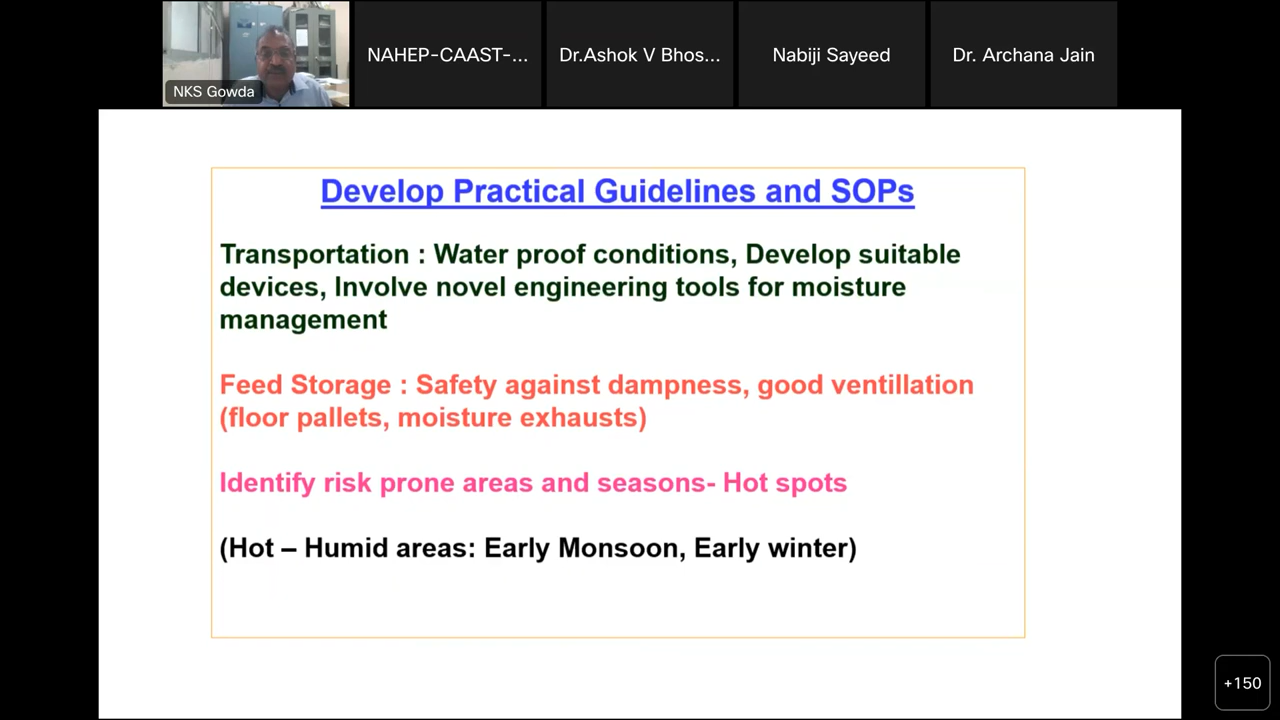 NKS Gowda
NAHEP-CAAST-...
Dr.Ashok V Bhos...
Nabiji Sayeed
Dr. Archana Jain
Develop Practical Guidelines and SOPs
Transportation : Water proof conditions, Develop suitable
devices, Involve novel engineering tools for moisture
management
Feed Storage : Safety against dampness, good ventillation
(floor pallets, moisture exhausts)
Identify risk prone areas and seasons- Hot spots
(Hot – Humid areas: Early Monsoon, Early winter)
+150